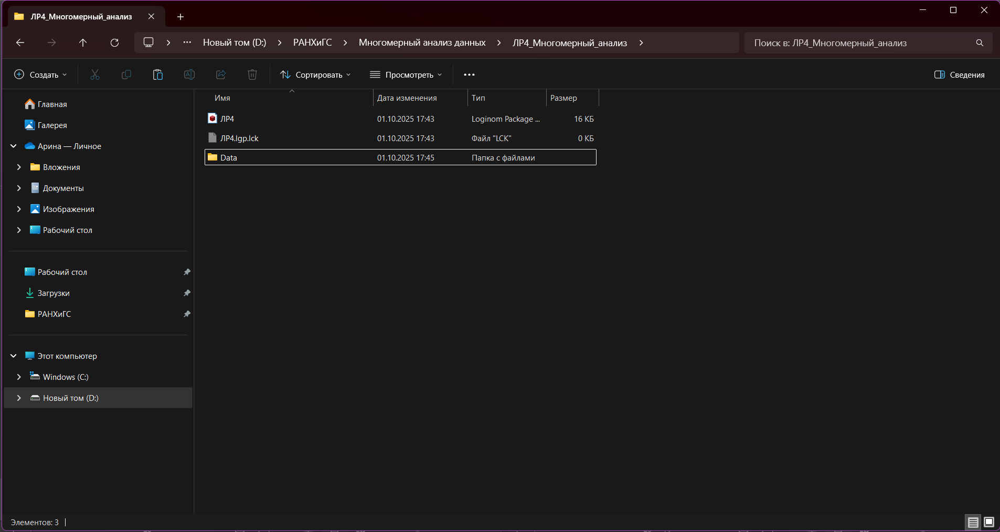 ЛР4_Многомерный_анализ
Новый том (D:) РАНХиГС Многомерный анализ данных ЛР4_Многомерный_анализ Поиск в: ЛР4_Многомерный_анализ
Создать Сортировать Просмотреть Сведения
Имя Дата изменения Тип Размер
ЛР4 01.10.2025 17:43 Loginom Package ... 16 КБ
ЛР4.lgp.lck 01.10.2025 17:43 Файл "LCK" 0 КБ
Data 01.10.2025 17:45 Папка с файлами
Главная
Галерея
Арина — Личное
Вложения
Документы
Изображения
Рабочий стол
Рабочий стол
Загрузки
РАНХиГС
Этот компьютер
Windows (C:)
Новый том (D:)
Элементов: 3